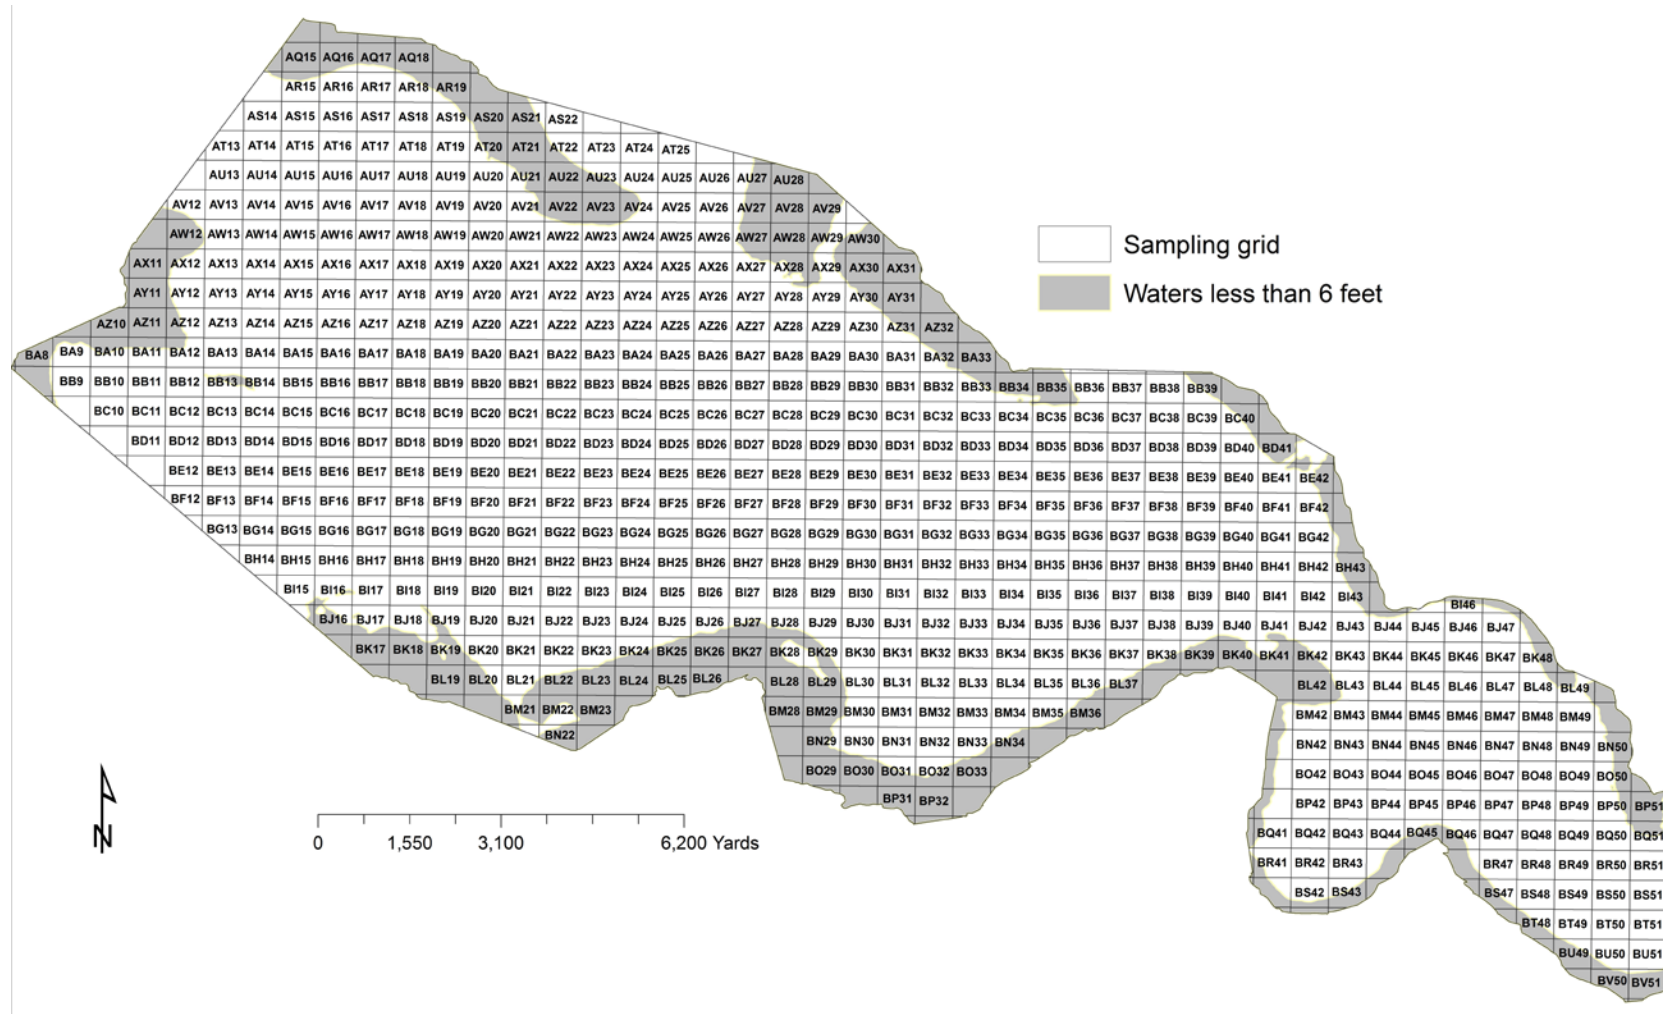 AQ15 AQ16 AQ17 AQ18
AR15 AR16 AR17 AR18 AR19
AS14 AS15 AS16 AS17 AS18 AS19 AS20 AS21 AS22
AT13 AT14 AT15 AT16 AT17 AT18 AT19 AT20 AT21 AT22 AT23 AT24 AT25
AU13 AU14 AU15 AU16 AU17 AU18 AU19 AU20 AU21 AU22 AU23 AU24 AU25 AU26 AU27 AU28
AV12 AV13 AV14 AV15 AV16 AV17 AV18 AV19 AV20 AV21 AV22 AV23 AV24 AV25 AV26 AV27 AV28 AV29
AW12 AW13 AW14 AW15 AW16 AW17 AW18 AW19 AW20 AW21 AW22 AW23 AW24 AW25 AW26 AW27 AW28 AW29 AW30
Sampling grid
AX11 AX12 AX13 AX14 AX15 AX16 AX17 AX18 AX19 AX20 AX21 AX22 AX23 AX24 AX25 AX26 AX27 AX28 AX29 AX30 AX31
Waters less than 6 feet
AY11 AY12 AY13 AY14 AY15 AY16 AY17 AY18 AY19 AY20 AY21 AY22 AY23 AY24 AY25 AY26 AY27 AY28 AY29 AY30 AY31
AZ10 AZ11 AZ12 AZ13 AZ14 AZ15 AZ16 AZ17 AZ18 AZ19 AZ20 AZ21 AZ22 AZ23 AZ24 AZ25 AZ26 AZ27 AZ28 AZ29 AZ30 AZ31 AZ32
BA8 BA9 BA10 BA11 BA12 BA13 BA14 BA15 BA16 BA17 BA18 BA19 BA20 BA21 BA22 BA23 BA24 BA25 BA26 BA27 BA28 BA29 BA30 BA31 BA32 BA33
BB9 BB10 BB11 BB12 BB13 BB14 BB15 BB16 BB17 BB18 BB19 BB20 BB21 BB22 BB23 BB24 BB25 BB26 BB27 BB28 BB29 BB30 BB31 BB32 BB33 BB34 BB35 BB36 BB37 BB38 BB39
BC10 BC11 BC12 BC13 BC14 BC15 BC16 BC17 BC18 BC19 BC20 BC21 BC22 BC23 BC24 BC25 BC26 BC27 BC28 BC29 BC30 BC31 BC32 BC33 BC34 BC35 BC36 BC37 BC38 BC39 BC40
BD11 BD12 BD13 BD14 BD15 BD16 BD17 BD18 BD19 BD20 BD21 BD22 BD23 BD24 BD25 BD26 BD27 BD28 BD29 BD30 BD31 BD32 BD33 BD34 BD35 BD36 BD37 BD38 BD39 BD40 BD41
BE12 BE13 BE14 BE15 BE16 BE17 BE18 BE19 BE20 BE21 BE22 BE23 BE24 BE25 BE26 BE27 BE28 BE29 BE30 BE31 BE32 BE33 BE34 BE35 BE36 BE37 BE38 BE39 BE40 BE41 BE42
BF12 BF13 BF14 BF15 BF16 BF17 BF18 BF19 BF20 BF21 BF22 BF23 BF24 BF25 BF26 BF27 BF28 BF29 BF30 BF31 BF32 BF33 BF34 BF35 BF36 BF37 BF38 BF39 BF40 BF41 BF42
BG13 BG14 BG15 BG16 BG17 BG18 BG19 BG20 BG21 BG22 BG23 BG24 BG25 BG26 BG27 BG28 BG29 BG30 BG31 BG32 BG33 BG34 BG35 BG36 BG37 BG38 BG39 BG40 BG41 BG42
BH14 BH15 BH16 BH17 BH18 BH19 BH20 BH21 BH22 BH23 BH24 BH25 BH26 BH27 BH28 BH29 BH30 BH31 BH32 BH33 BH34 BH35 BH36 BH37 BH38 BH39 BH40 BH41 BH42 BH43
BI15 BI16 BI17 BI18 BI19 BI20 BI21 BI22 BI23 BI24 BI25 BI26 BI27 BI28 BI29 BI30 BI31 BI32 BI33 BI34 BI35 BI36 BI37 BI38 BI39 BI40 BI41 BI42 BI43 BI46
BJ16 BJ17 BJ18 BJ19 BJ20 BJ21 BJ22 BJ23 BJ24 BJ25 BJ26 BJ27 BJ28 BJ29 BJ30 BJ31 BJ32 BJ33 BJ34 BJ35 BJ36 BJ37 BJ38 BJ39 BJ40 BJ41 BJ42 BJ43 BJ44 BJ45 BJ46 BJ47
BK17 BK18 BK19 BK20 BK21 BK22 BK23 BK24 BK25 BK26 BK27 BK28 BK29 BK30 BK31 BK32 BK33 BK34 BK35 BK36 BK37 BK38 BK39 BK40 BK41 BK42 BK43 BK44 BK45 BK46 BK47 BK48
BL19 BL20 BL21 BL22 BL23 BL24 BL25 BL26 BL28 BL29 BL30 BL31 BL32 BL33 BL34 BL35 BL36 BL37 BL42 BL43 BL44 BL45 BL46 BL47 BL48 BL49
BM21 BM22 BM23 BM28 BM29 BM30 BM31 BM32 BM33 BM34 BM35 BM36 BM42 BM43 BM44 BM45 BM46 BM47 BM48 BM49
BN22 BN29 BN30 BN31 BN32 BN33 BN34 BN42 BN43 BN44 BN45 BN46 BN47 BN48 BN49 BN50
BO29 BO30 BO31 BO32 BO33 BO42 BO43 BO44 BO45 BO46 BO47 BO48 BO49 BO50
BP31 BP32 BP42 BP43 BP44 BP45 BP46 BP47 BP48 BP49 BP50 BP51
BQ41 BQ42 BQ43 BQ44 BQ45 BQ46 BQ47 BQ48 BQ49 BQ50 BQ51
N
0 1,550 3,100 6,200 Yards
BR41 BR42 BR43 BR47 BR48 BR49 BR50 BR51
BS42 BS43 BS47 BS48 BS49 BS50 BS51
BT48 BT49 BT50 BT51
BU49 BU50 BU51
BV50 BV51